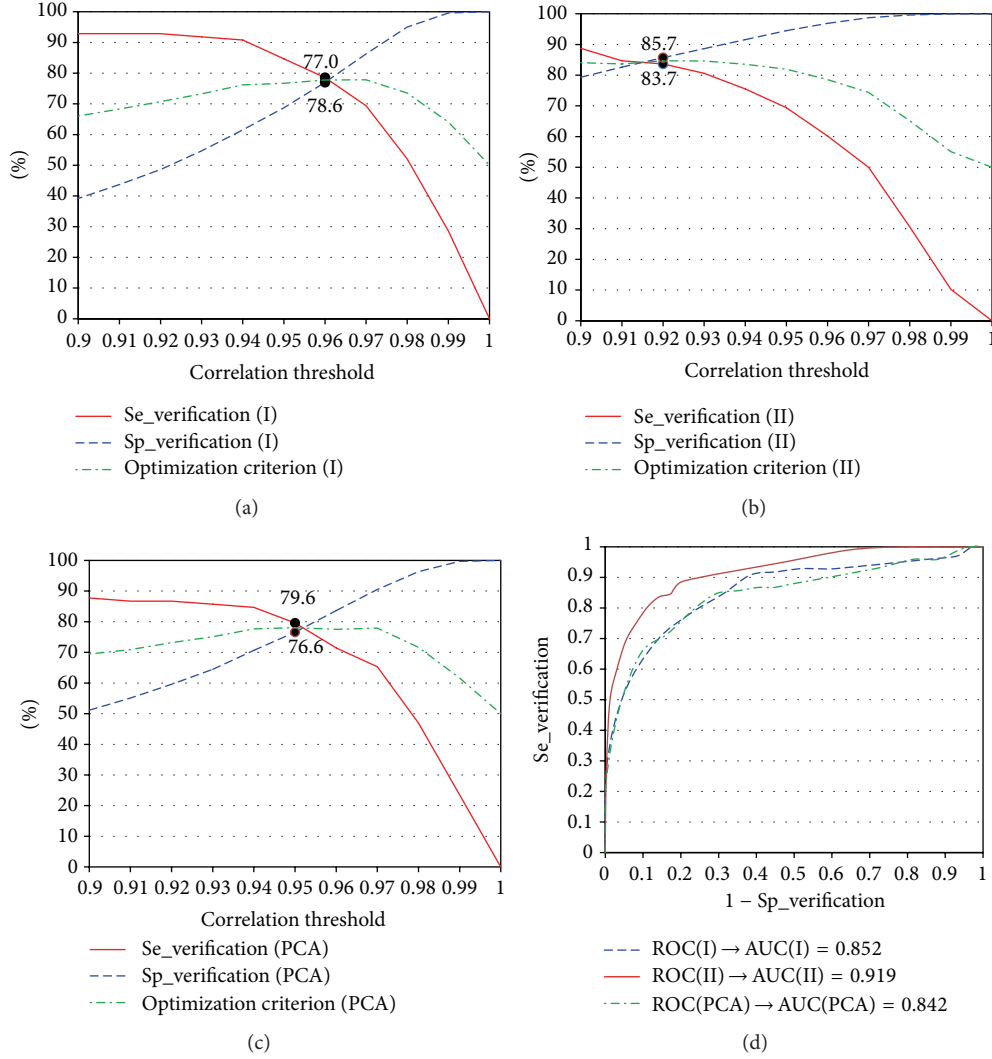 100
90
80
70
60
50
40
30
20
10
0
(%)
77.0
78.6
0.9 0.91 0.92 0.93 0.94 0.95 0.96 0.97 0.98 0.99 1
Correlation threshold
Se_verification (I)
Sp_verification (I)
Optimization criterion (I)
(a)
100
90
80
70
60
50
40
30
20
10
0
(%)
85.7
83.7
0.9 0.91 0.92 0.93 0.94 0.95 0.96 0.97 0.98 0.99 1
Correlation threshold
Se_verification (II)
Sp_verification (II)
Optimization criterion (II)
(b)
100
90
80
70
60
50
40
30
20
10
0
(%)
79.6
76.6
0.9 0.91 0.92 0.93 0.94 0.95 0.96 0.97 0.98 0.99 1
Correlation threshold
Se_verification (PCA)
Sp_verification (PCA)
Optimization criterion (PCA)
(c)
1
0.9
0.8
0.7
0.6
0.5
0.4
0.3
0.2
0.1
0
Se_verification
0 0.1 0.2 0.3 0.4 0.5 0.6 0.7 0.8 0.9 1
1 − Sp_verification
ROC(I) → AUC(I) = 0.852
ROC(II) → AUC(II) = 0.919
ROC(PCA) → AUC(PCA) = 0.842
(d)